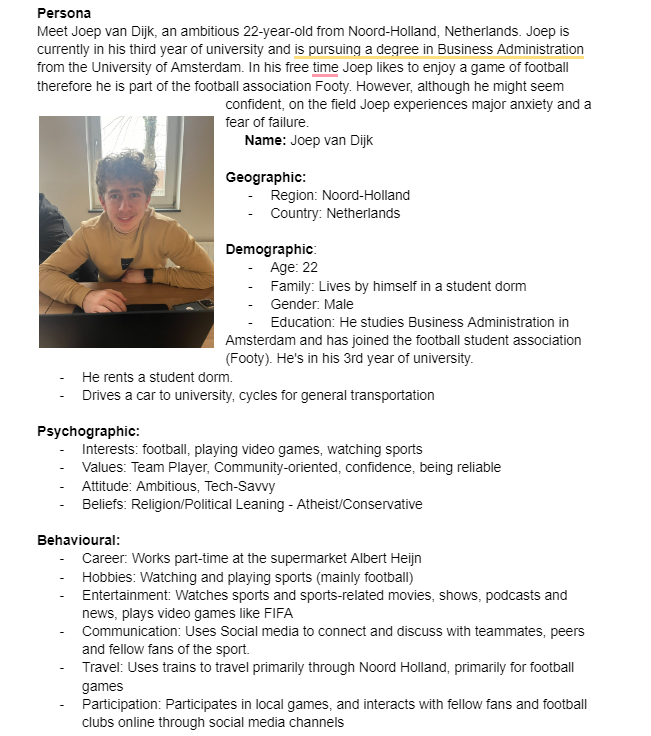 Persona
Meet Joep van Dijk, an ambitious 22-year-old from Noord-Holland, Netherlands. Joep is
currently in his third year of university and is pursuing a degree in Business Administration
from the University of Amsterdam. In his free time Joep likes to enjoy a game of football
therefore he is part of the football association Footy. However, although he might seem
confident, on the field Joep experiences major anxiety and a
fear of failure.
Name: Joep van Dijk
Geographic:
- Region: Noord-Holland
- Country: Netherlands
Demographic:
- Age: 22
- Family: Lives by himself in a student dorm
- Gender: Male
- Education: He studies Business Administration in
Amsterdam and has joined the football student association
(Footy). He's in his 3rd year of university.
- He rents a student dorm.
- Drives a car to university, cycles for general transportation
Psychographic:
- Interests: football, playing video games, watching sports
- Values: Team Player, Community-oriented, confidence, being reliable
- Attitude: Ambitious, Tech-Savvy
- Beliefs: Religion/Political Leaning - Atheist/Conservative
Behavioural:
- Career: Works part-time at the supermarket Albert Heijn
- Hobbies: Watching and playing sports (mainly football)
- Entertainment: Watches sports and sports-related movies, shows, podcasts and
news, plays video games like FIFA
- Communication: Uses Social media to connect and discuss with teammates, peers
and fellow fans of the sport.
- Travel: Uses trains to travel primarily through Noord Holland, primarily for football
games
- Participation: Participates in local games, and interacts with fellow fans and football
clubs online through social media channels